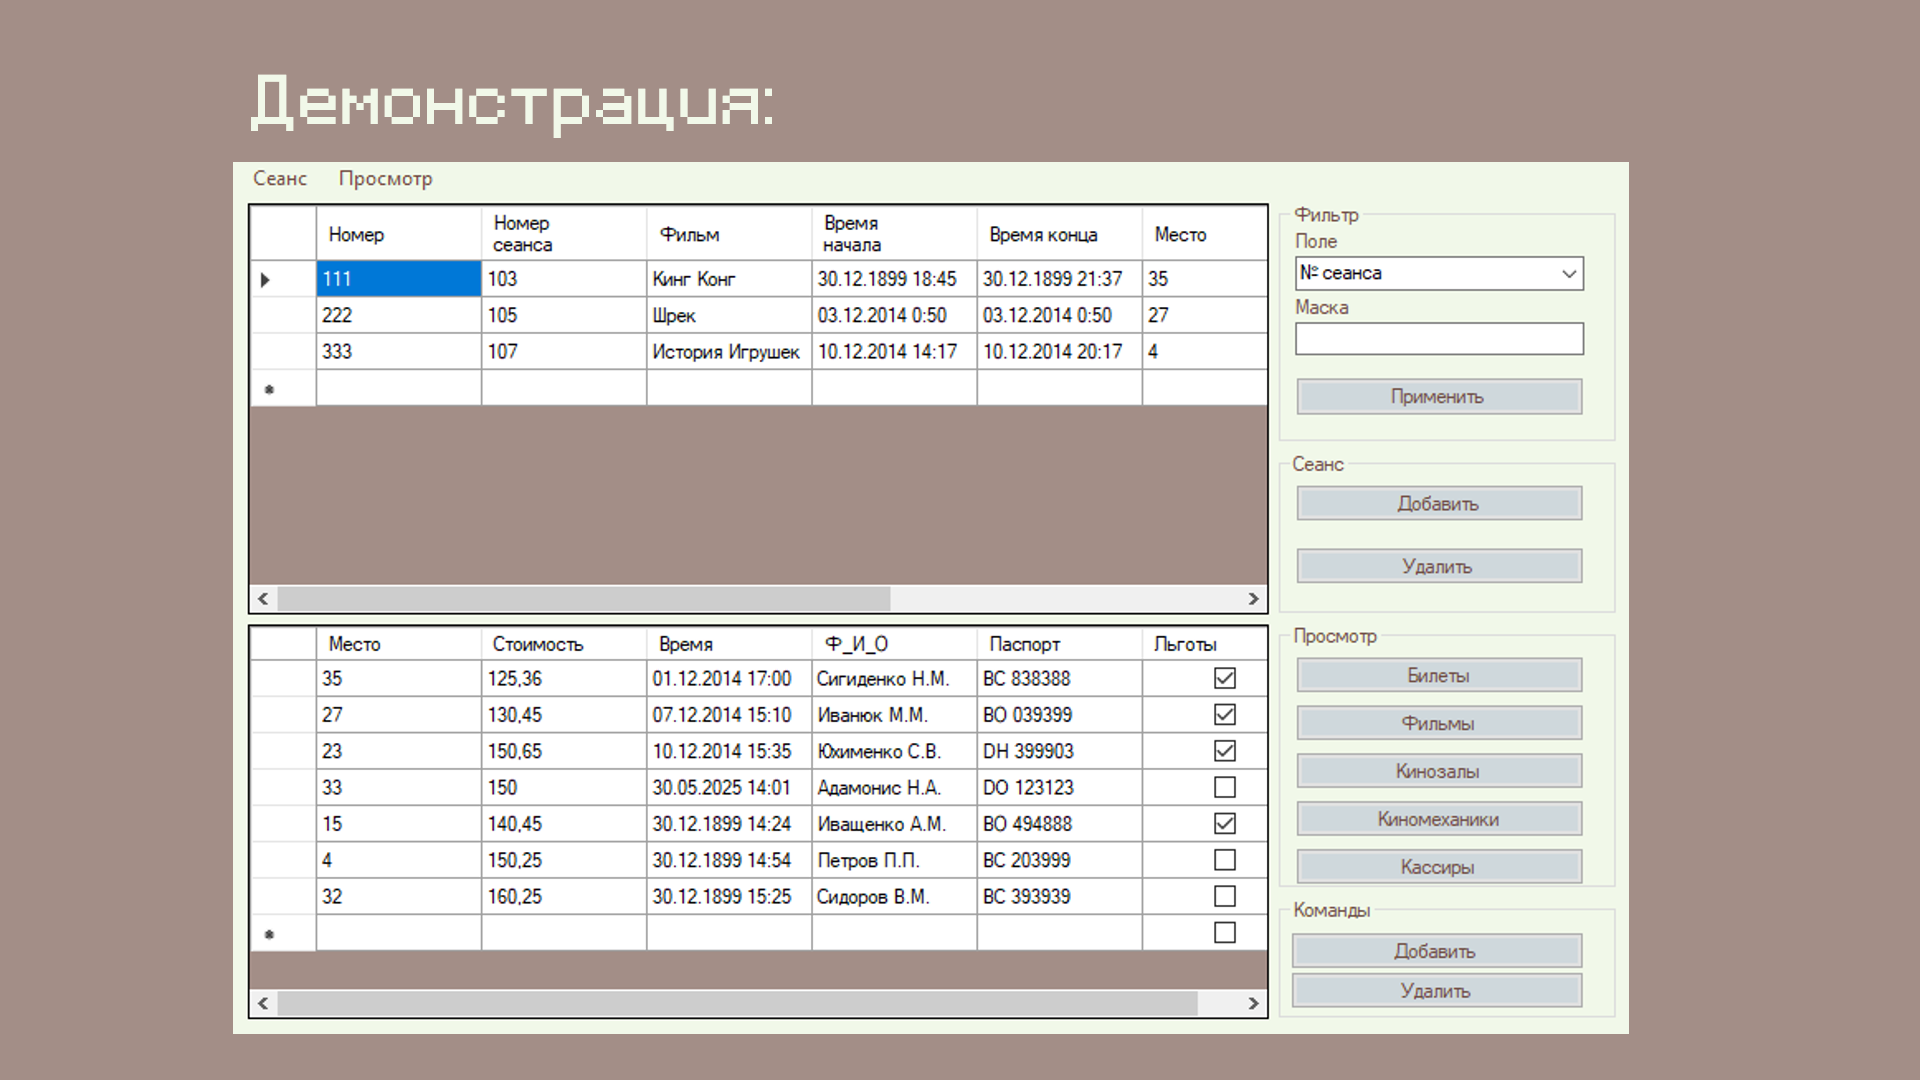 Демонстрация:
Сеанс Просмотр
Номер Номер сеанса Фильм Время начала Время конца Место
111 103 Кинг Конг 30.12.1899 18:45 30.12.1899 21:37 35
222 105 Шрек 03.12.2014 0:50 03.12.2014 0:50 27
333 107 История Игрушек 10.12.2014 14:17 10.12.2014 20:17 4
Место Стоимость Время Ф_И_О Паспорт Льготы
35 125,36 01.12.2014 17:00 Сигиденко Н.М. ВС 838388
27 130,45 07.12.2014 15:10 Иванюк М.М. ВО 039399
23 150,65 10.12.2014 15:35 Юхименко С.В. DH 399903
33 150 30.05.2025 14:01 Адамонис Н.А. DO 123123
15 140,45 30.12.1899 14:24 Иващенко А.М. ВО 494888
4 150,25 30.12.1899 14:54 Петров П.П. ВС 203999
32 160,25 30.12.1899 15:25 Сидоров В.М. ВС 393939
Фильтр
Поле
№ сеанса
Маска
Применить
Сеанс
Добавить
Удалить
Просмотр
Билеты
Фильмы
Кинозалы
Киномеханики
Кассиры
Команды
Добавить
Удалить